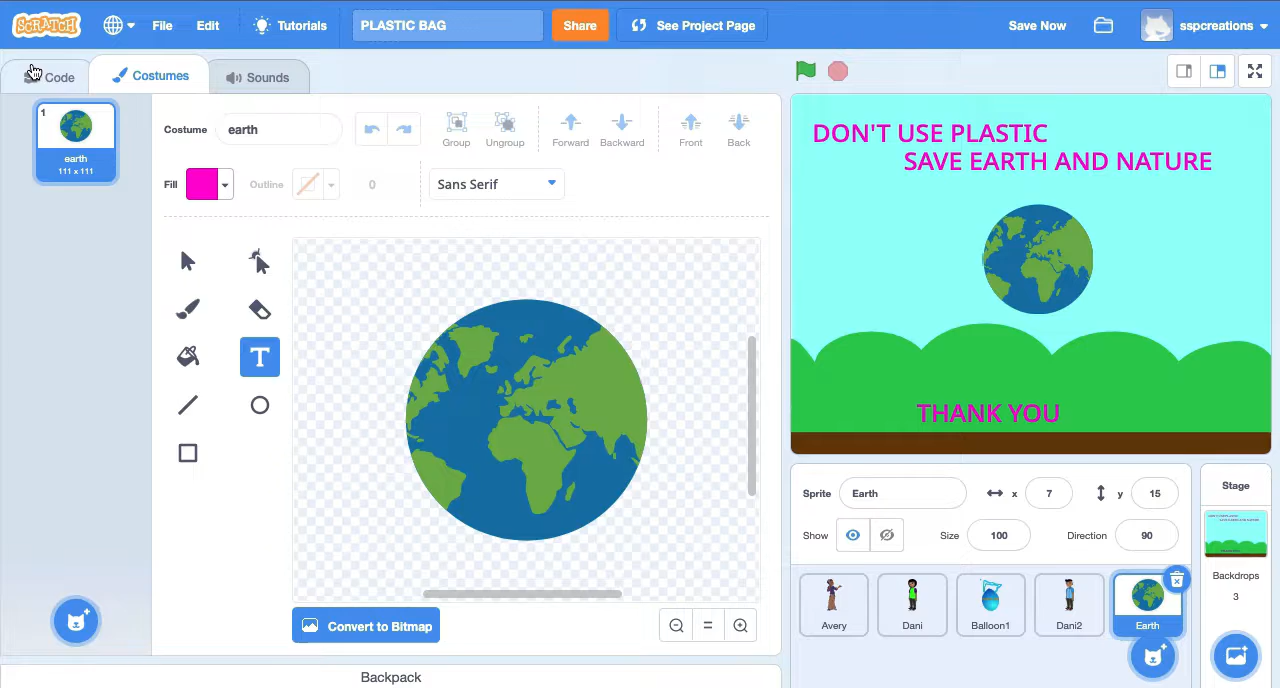 SCRATCH
File
Edit
Tutorials
PLASTIC BAG
Share
See Project Page
Save Now
sspcreations
Code
Costumes
Sounds
1
earth
111 x 111
Costume
earth
Group
Ungroup
Forward
Backward
Front
Back
Fill
Outline
0
Sans Serif
T
Convert to Bitmap
Backpack
DON'T USE PLASTIC
SAVE EARTH AND NATURE
THANK YOU
Sprite
Earth
x
7
y
15
Show
Size
100
Direction
90
Avery
Dani
Balloon1
Dani2
Earth
Stage
Backdrops
3